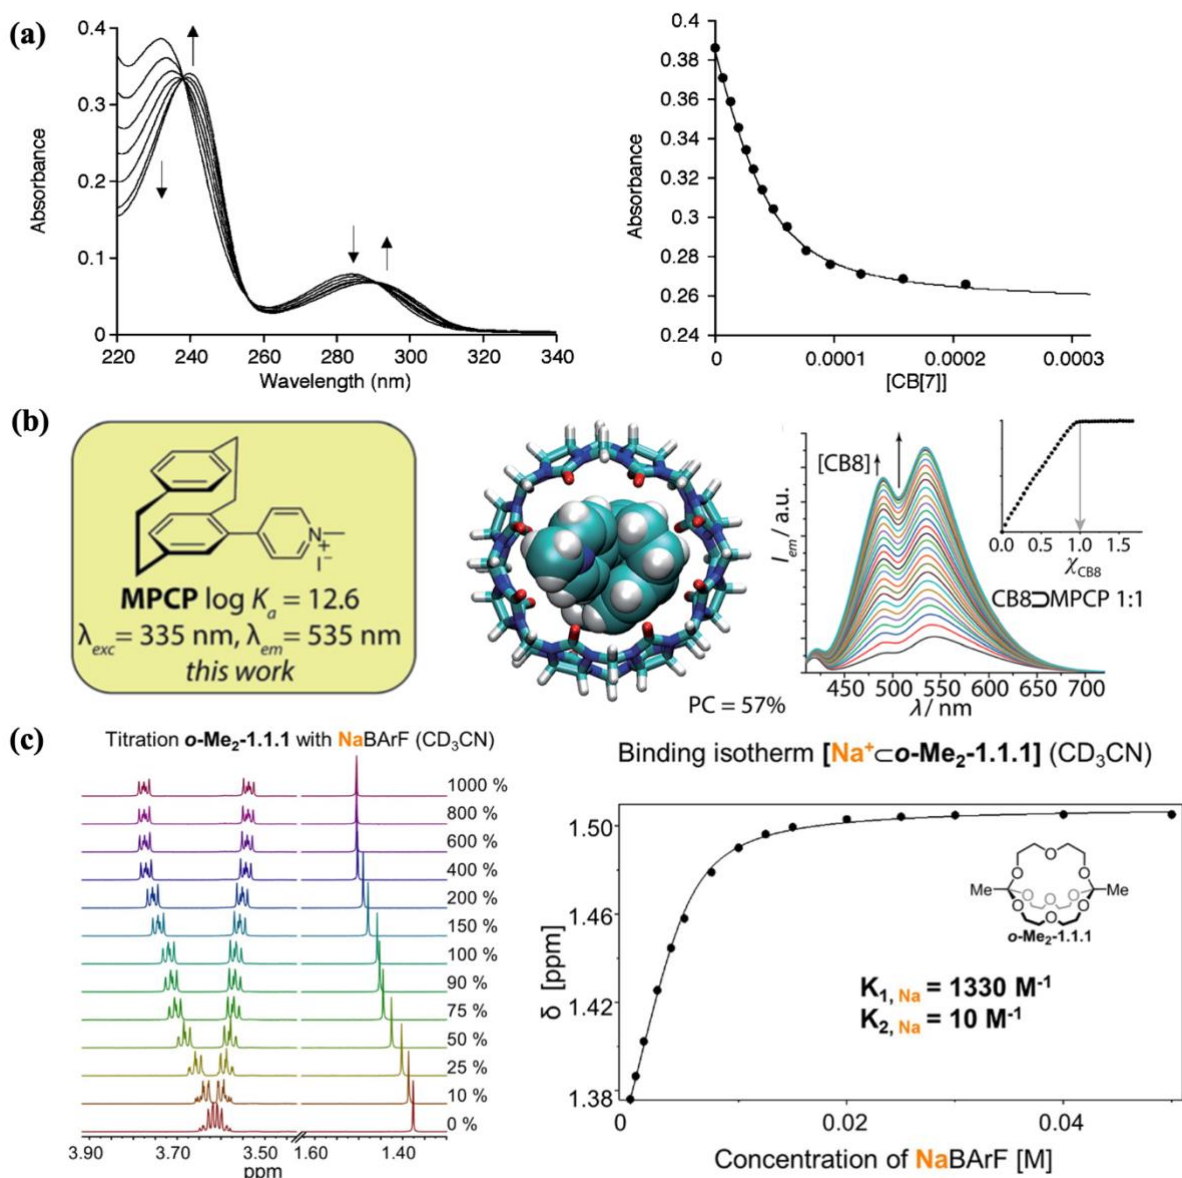 (a)
0.4
0.3
0.2
0.1
0
Absorbance
220 240 260 280 300 320 340
Wavelength (nm)
0.4
0.38
0.36
0.34
0.32
0.3
0.28
0.26
0.24
Absorbance
0 0.0001 0.0002 0.0003
[CB[7]]
(b)
N
+
I-
MPCP log Ka = 12.6
λexc = 335 nm, λem = 535 nm
this work
PC = 57%
[CB8]
Iem/ a.u.
0.0 0.5 1.0 1.5
χCB8
CB8⊃MPCP 1:1
450 500 550 600 650 700
λ/ nm
(c)
Titration o-Me2-1.1.1 with NaBArF (CD3CN)
1000 %
800 %
600 %
400 %
200 %
150 %
100 %
90 %
75 %
50 %
25 %
10 %
0 %
3.90 3.70 3.50 1.60 1.40
ppm
Binding isotherm [Na+⊂o-Me2-1.1.1] (CD3CN)
1.50
1.46
1.42
1.38
δ [ppm]
O
O O
Me O O Me
O O
O
O
o-Me2-1.1.1
K1, Na = 1330 M-1
K2, Na = 10 M-1
0 0.02 0.04
Concentration of NaBArF [M]